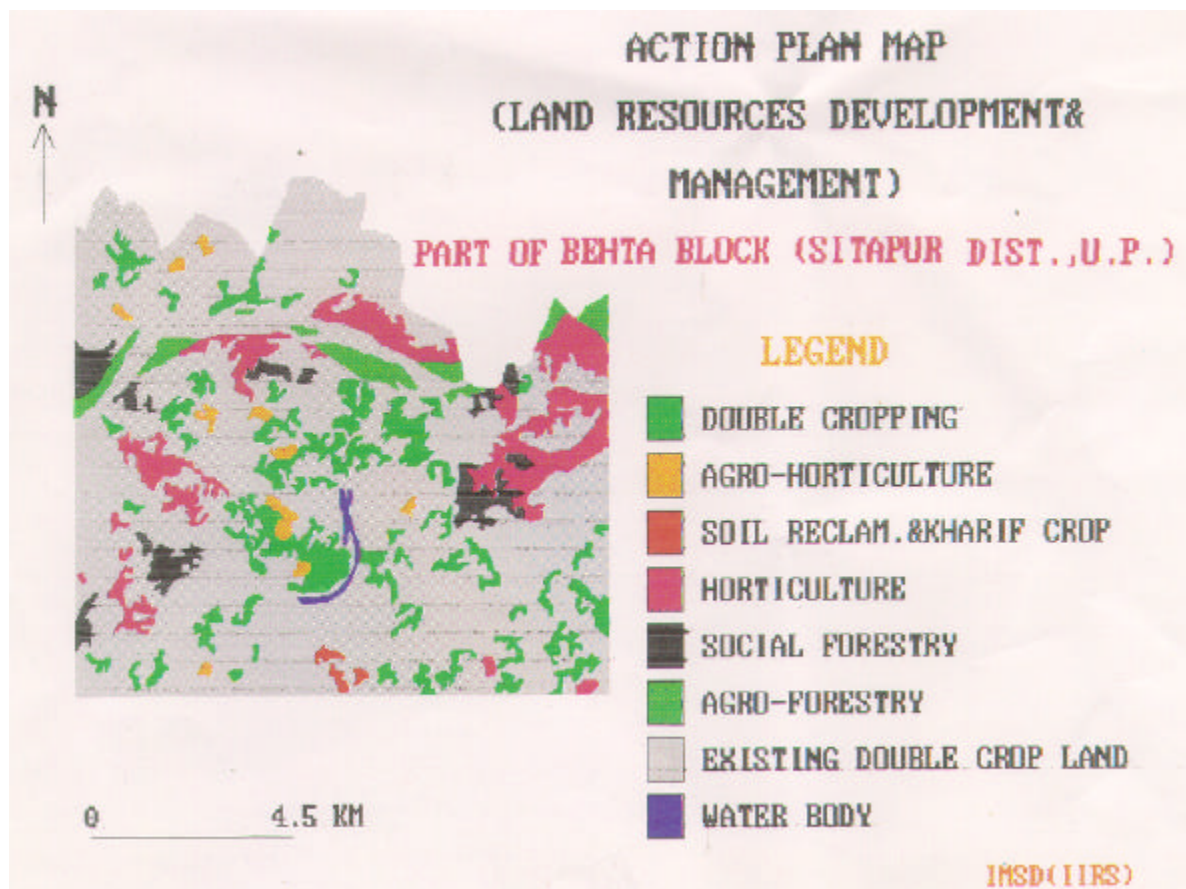 ACTION PLAN MAP
(LAND RESOURCES DEVELOPMENT&
MANAGEMENT)
N
PART OF BEHTA BLOCK (SITAPUR DIST.,U.P.)
LEGEND
DOUBLE CROPPING
AGRO-HORTICULTURE
SOIL RECLAM.&KHARIF CROP
HORTICULTURE
SOCIAL FORESTRY
AGRO-FORESTRY
EXISTING DOUBLE CROP LAND
WATER BODY
0 4.5 KM
IMSD(IIRS)